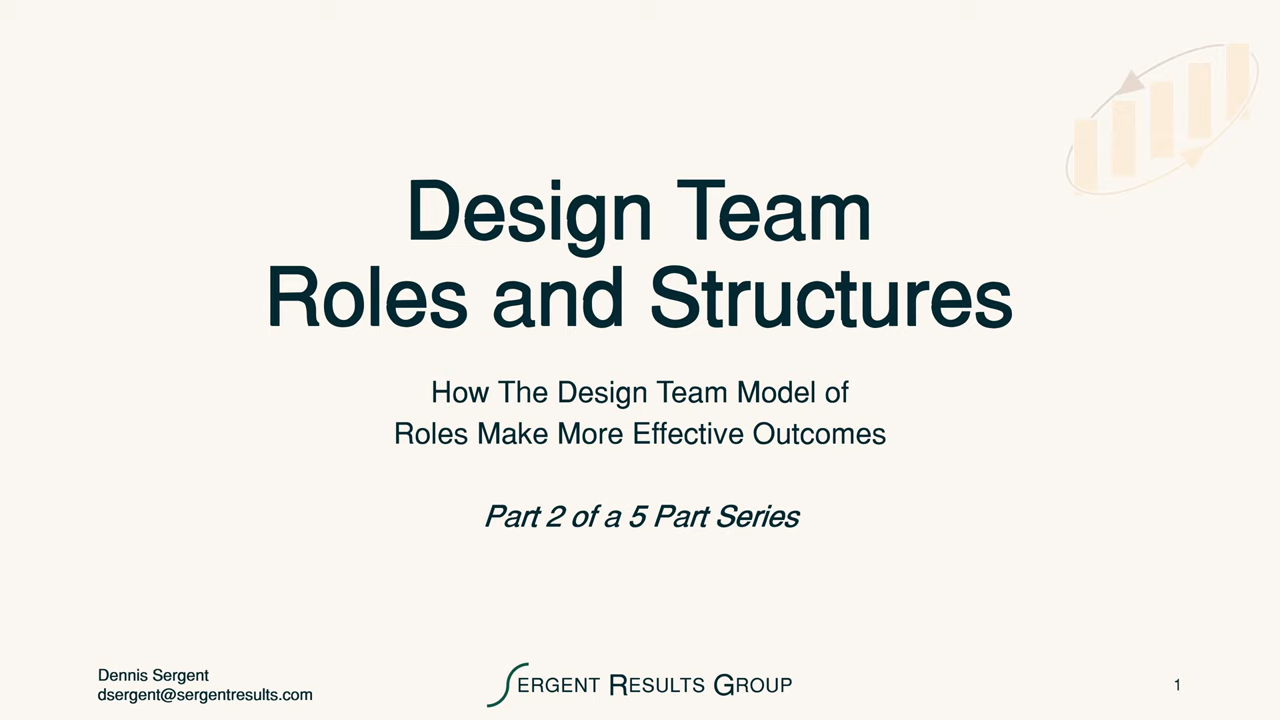 Design Team
Roles and Structures
How The Design Team Model of
Roles Make More Effective Outcomes
Part 2 of a 5 Part Series
Dennis Sergent
dsergent@sergentresults.com
SERGENT RESULTS GROUP
1